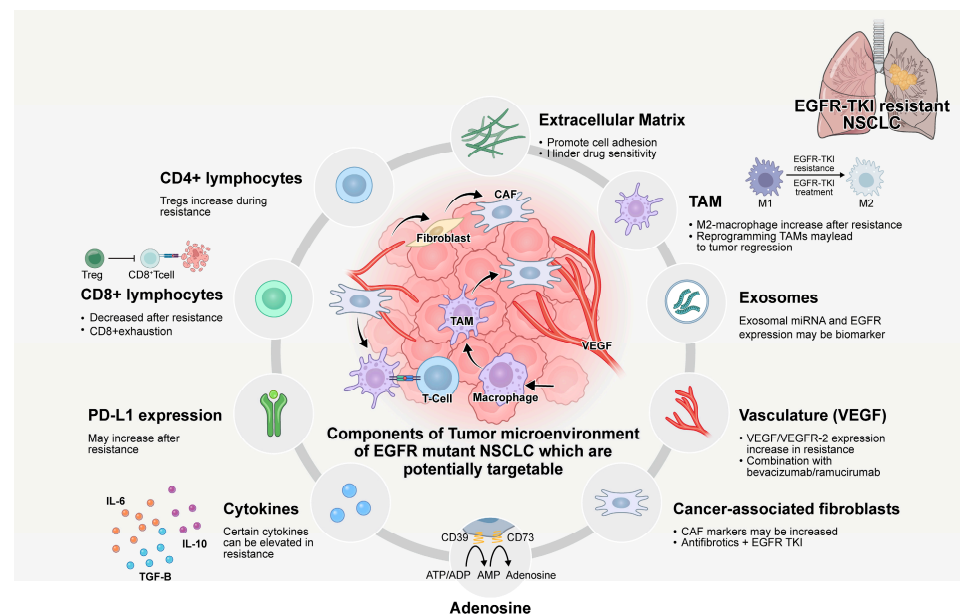 EGFR-TKI resistant
NSCLC
Extracellular Matrix
• Promote cell adhesion
• Hinder drug sensitivity
CD4+ lymphocytes
Tregs increase during
resistance
EGFR-TKI
resistance
EGFR-TKI
treatment
M1
M2
TAM
• M2-macrophage increase after resistance
• Reprogramming TAMs maylead
to tumor regression
Treg
CD8+Tcell
CD8+ lymphocytes
• Decreased after resistance
• CD8+exhaustion
Exosomes
Exosomal miRNA and EGFR
expression may be biomarker
CAF
Fibroblast
TAM
VEGF
T-Cell
Macrophage
Components of Tumor microenvironment
of EGFR mutant NSCLC which are
potentially targetable
PD-L1 expression
May increase after
resistance
Vasculature (VEGF)
• VEGF/VEGFR-2 expression
increase in resistance
• Combination with
bevacizumab/ramucirumab
IL-6
IL-10
TGF-B
Cytokines
Certain cytokines
can be elevated in
resistance
Cancer-associated fibroblasts
• CAF markers may be increased
• Antifibrotics + EGFR TKI
CD39
CD73
ATP/ADP
AMP
Adenosine
Adenosine